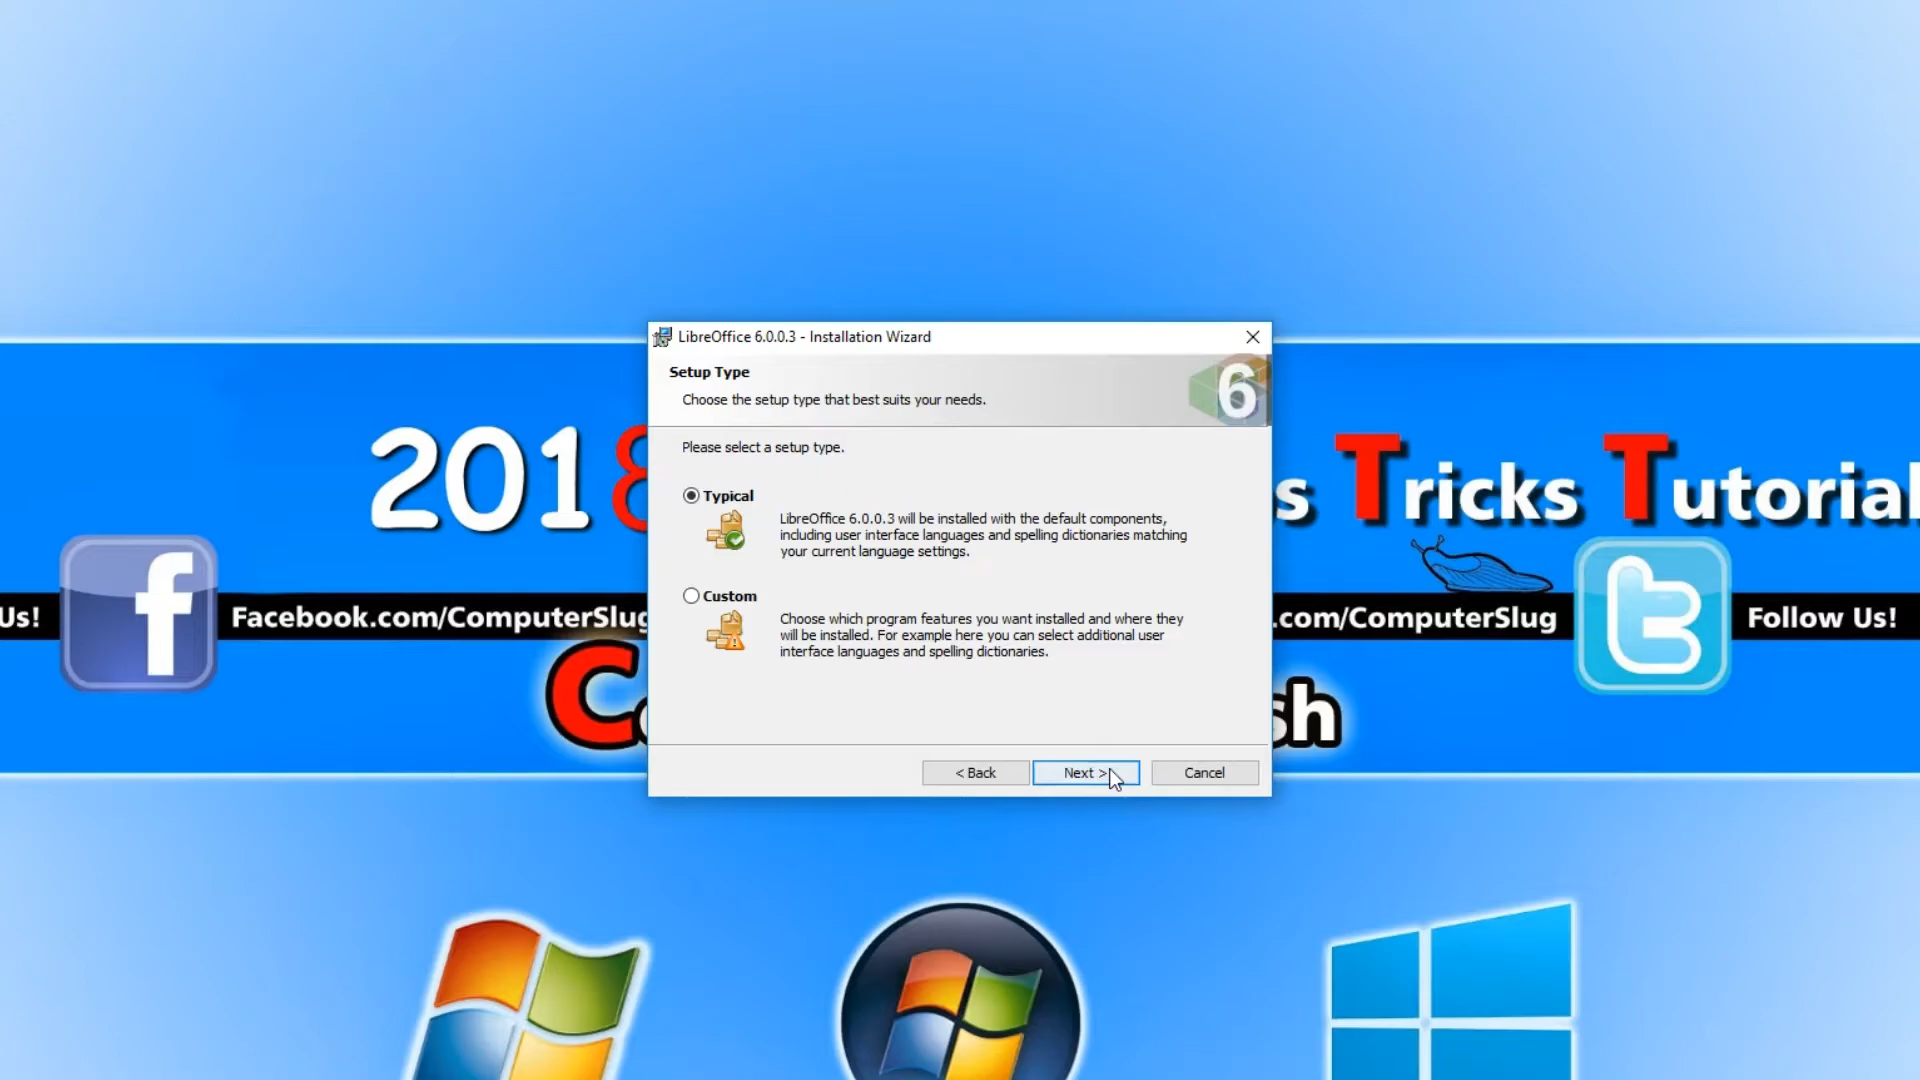 LibreOffice 6.0.0.3 - Installation Wizard
Setup Type
Choose the setup type that best suits your needs.
6
Please select a setup type.
Typical
LibreOffice 6.0.0.3 will be installed with the default components,
including user interface languages and spelling dictionaries matching
your current language settings.
Custom
Choose which program features you want installed and where they
will be installed. For example here you can select additional user
interface languages and spelling dictionaries.
< Back
Next >
Cancel
2018
s Tricks Tutorial
Us!
f
Facebook.com/ComputerSlug
.com/ComputerSlug
t
Follow Us!
C
sh